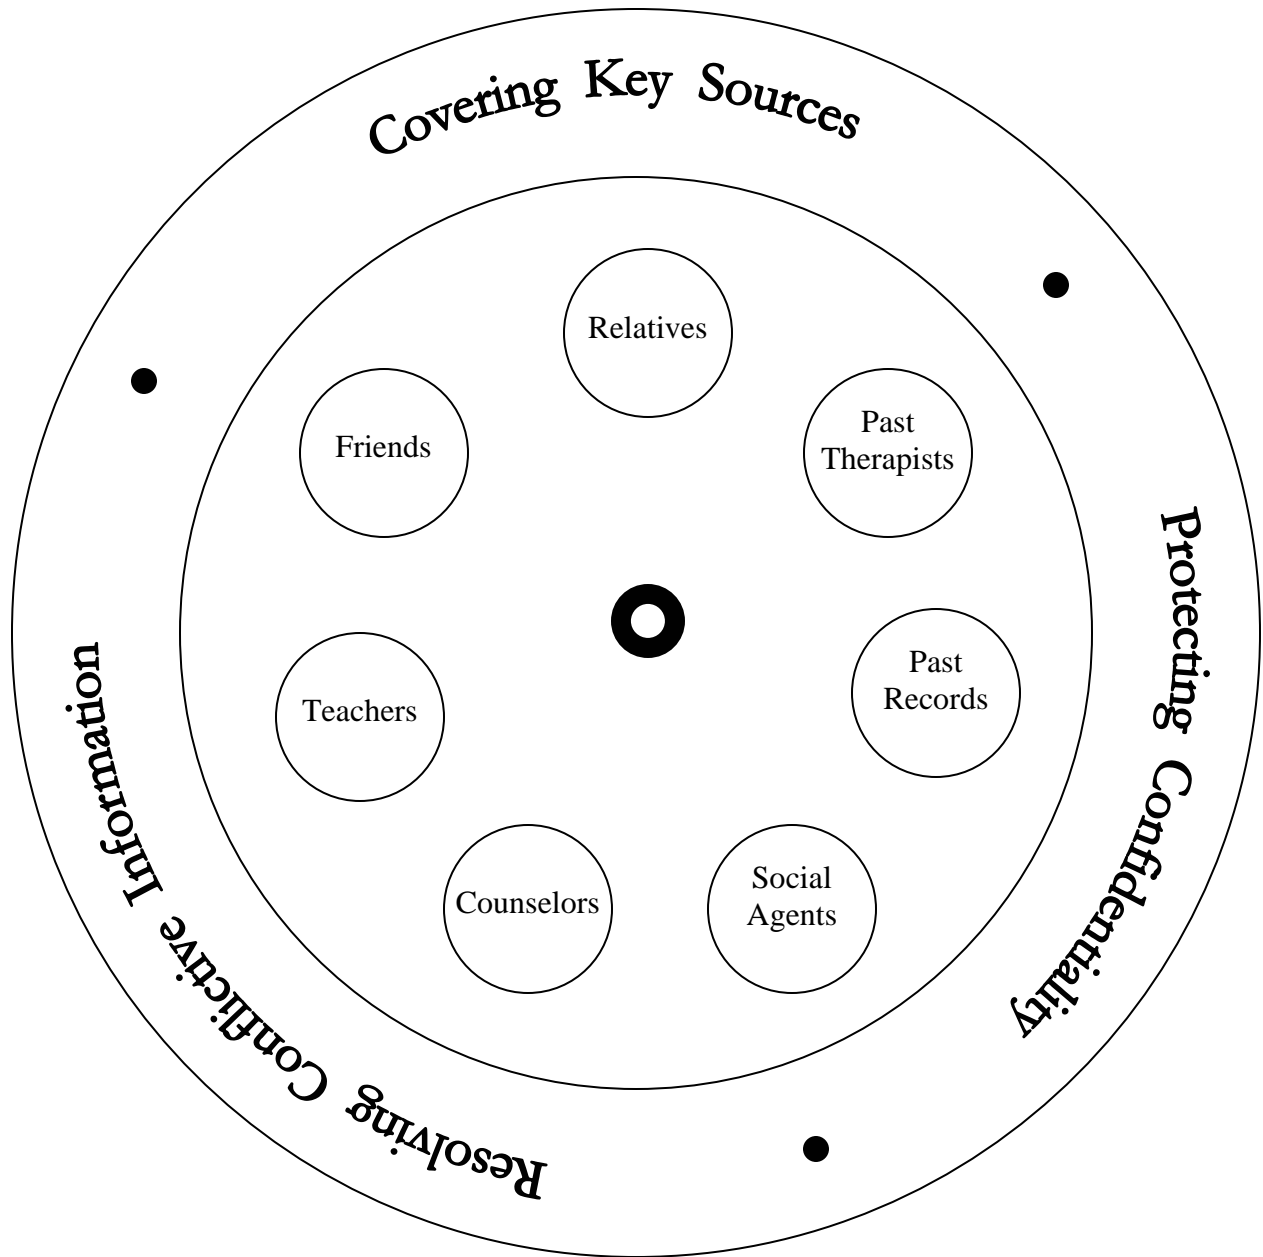 Covering Key Sources
Protecting Confidentiality
Resolving Conflictive Information
Relatives
Past
Therapists
Past
Records
Social
Agents
Counselors
Teachers
Friends